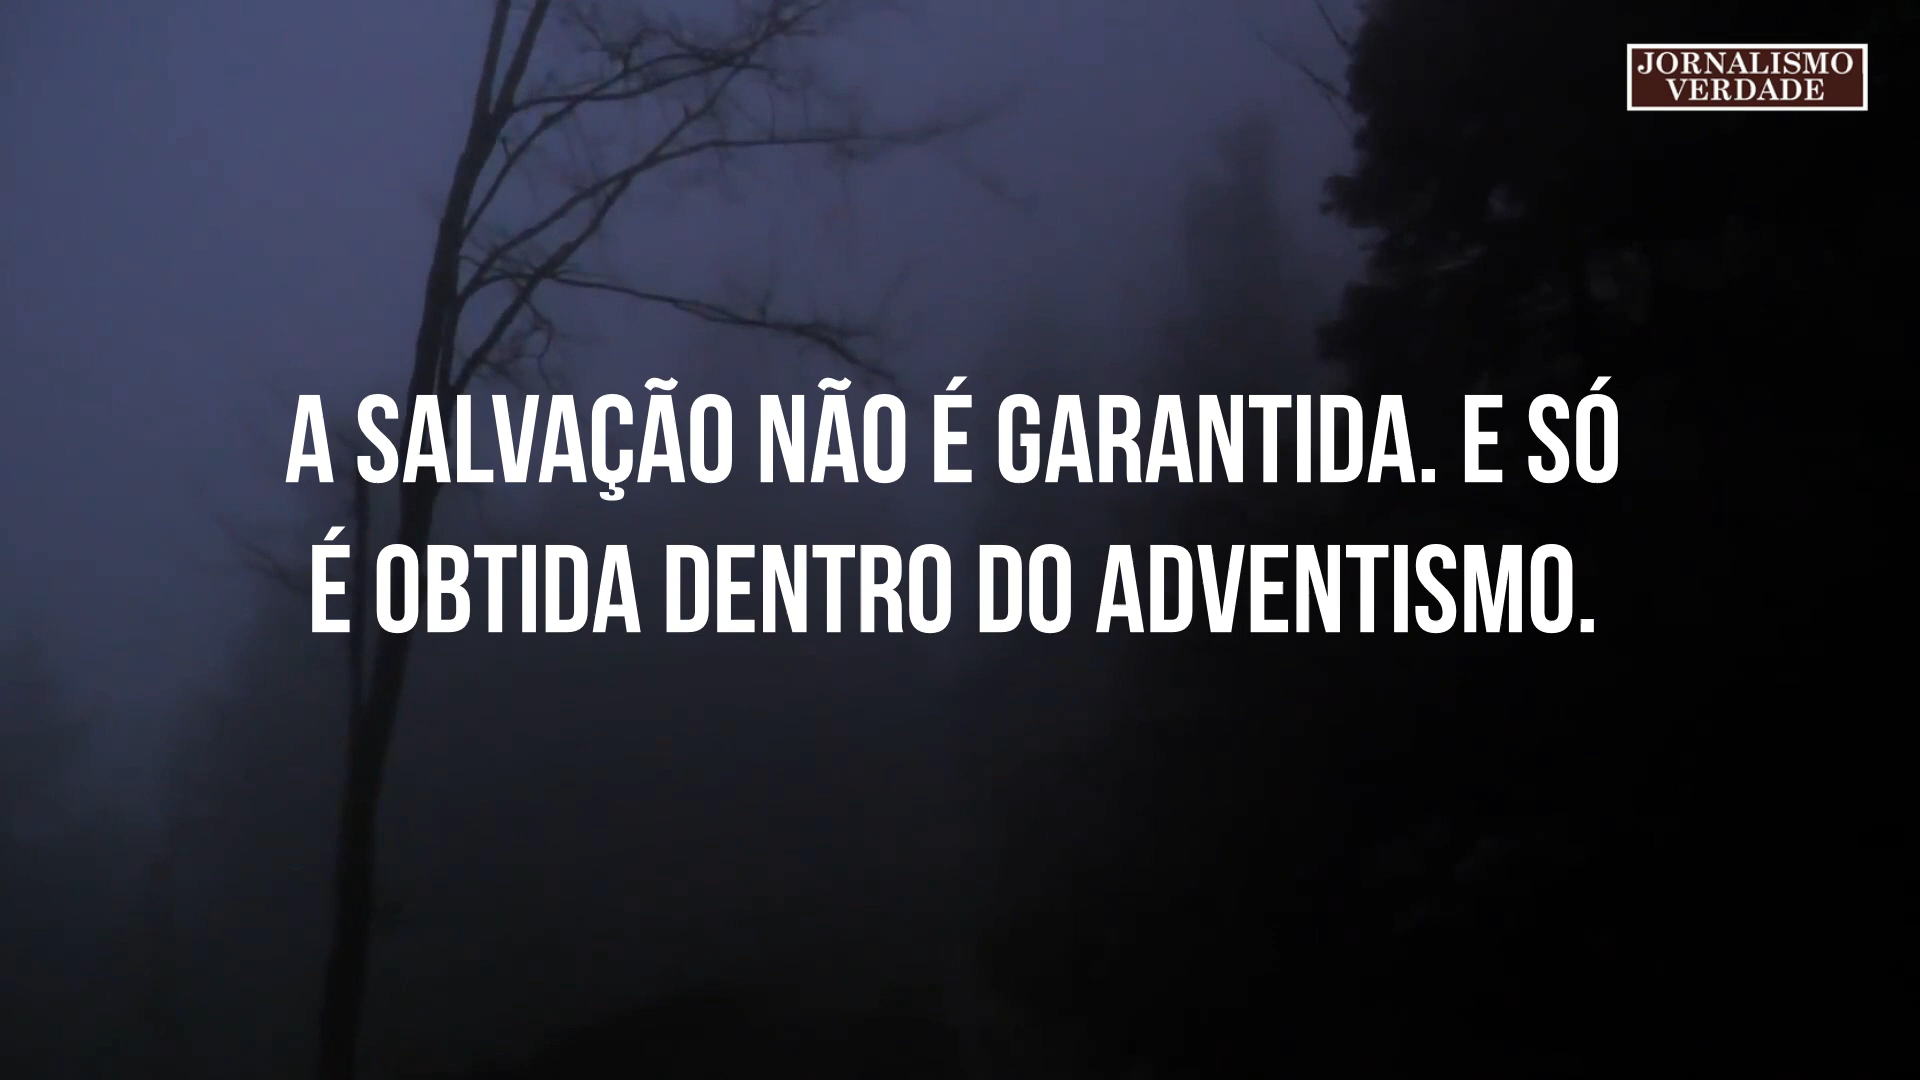 JORNALISMO
VERDADE
A SALVAÇÃO NÃO É GARANTIDA. E SÓ
É OBTIDA DENTRO DO ADVENTISMO.